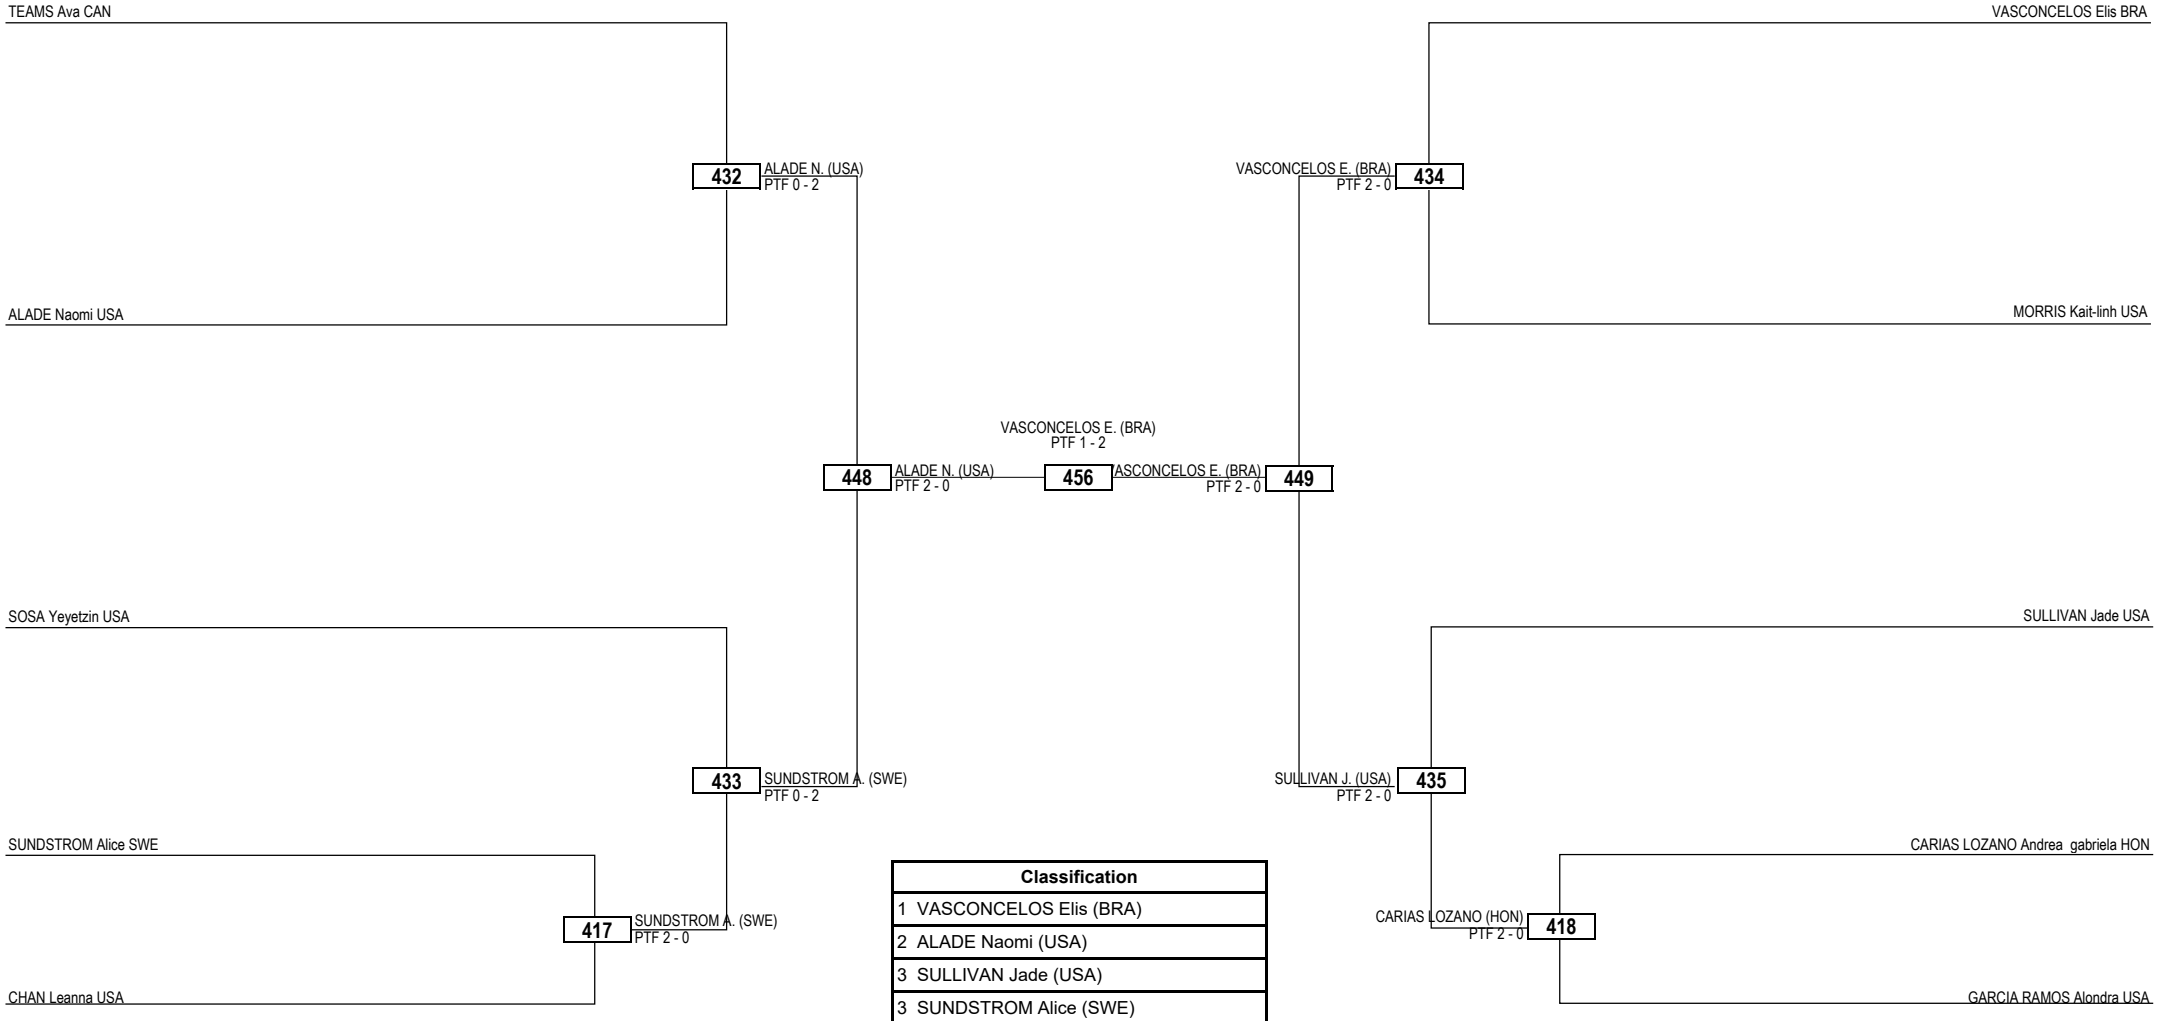 TEAMS Ava CAN
VASCONCELOS Elis BRA
432
ALADE N. (USA)
PTF 0 - 2
VASCONCELOS E. (BRA)
PTF 2 - 0
434
ALADE Naomi USA
MORRIS Kait-linh USA
VASCONCELOS E. (BRA)
PTF 1 - 2
448
ALADE N. (USA)
PTF 2 - 0
456
VASCONCELOS E. (BRA)
PTF 2 - 0
449
SOSA Yeyetzin USA
SULLIVAN Jade USA
433
SUNDSTROM A. (SWE)
PTF 0 - 2
SULLIVAN J. (USA)
PTF 2 - 0
435
SUNDSTROM Alice SWE
CARIAS LOZANO Andrea gabriela HON
417
SUNDSTROM A. (SWE)
PTF 2 - 0
CARIAS LOZANO (HON)
PTF 2 - 0
418
CHAN Leanna USA
GARCIA RAMOS Alondra USA
Classification
1 VASCONCELOS Elis (BRA)
2 ALADE Naomi (USA)
3 SULLIVAN Jade (USA)
3 SUNDSTROM Alice (SWE)